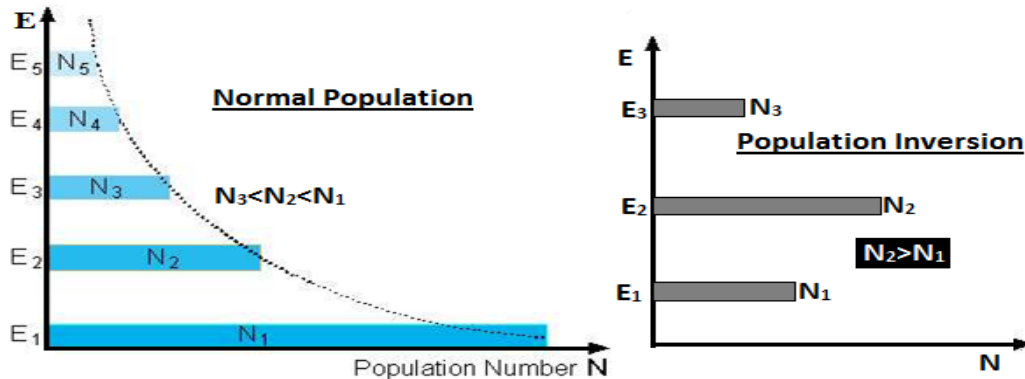 E
E₅ N₅
E₄ N₄
Normal Population
E₃ N₃
N₃<N₂<N₁
E₂ N₂
E₁ N₁
Population Number N
E
E₃ N₃
Population Inversion
E₂ N₂
N₂>N₁
E₁ N₁
N